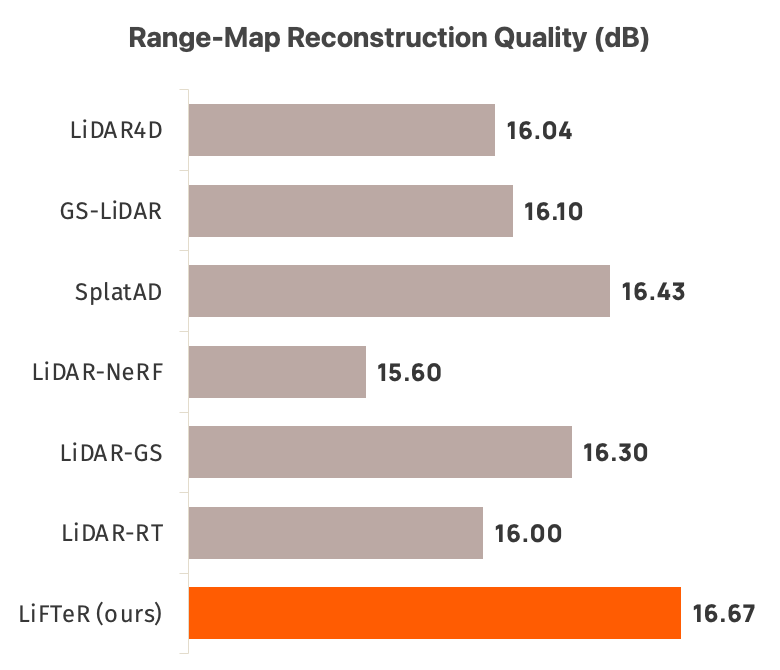 Range-Map Reconstruction Quality (dB)
LiDAR4D 16.04
GS-LiDAR 16.10
SplatAD 16.43
LiDAR-NeRF 15.60
LiDAR-GS 16.30
LiDAR-RT 16.00
LiFTeR (ours) 16.67